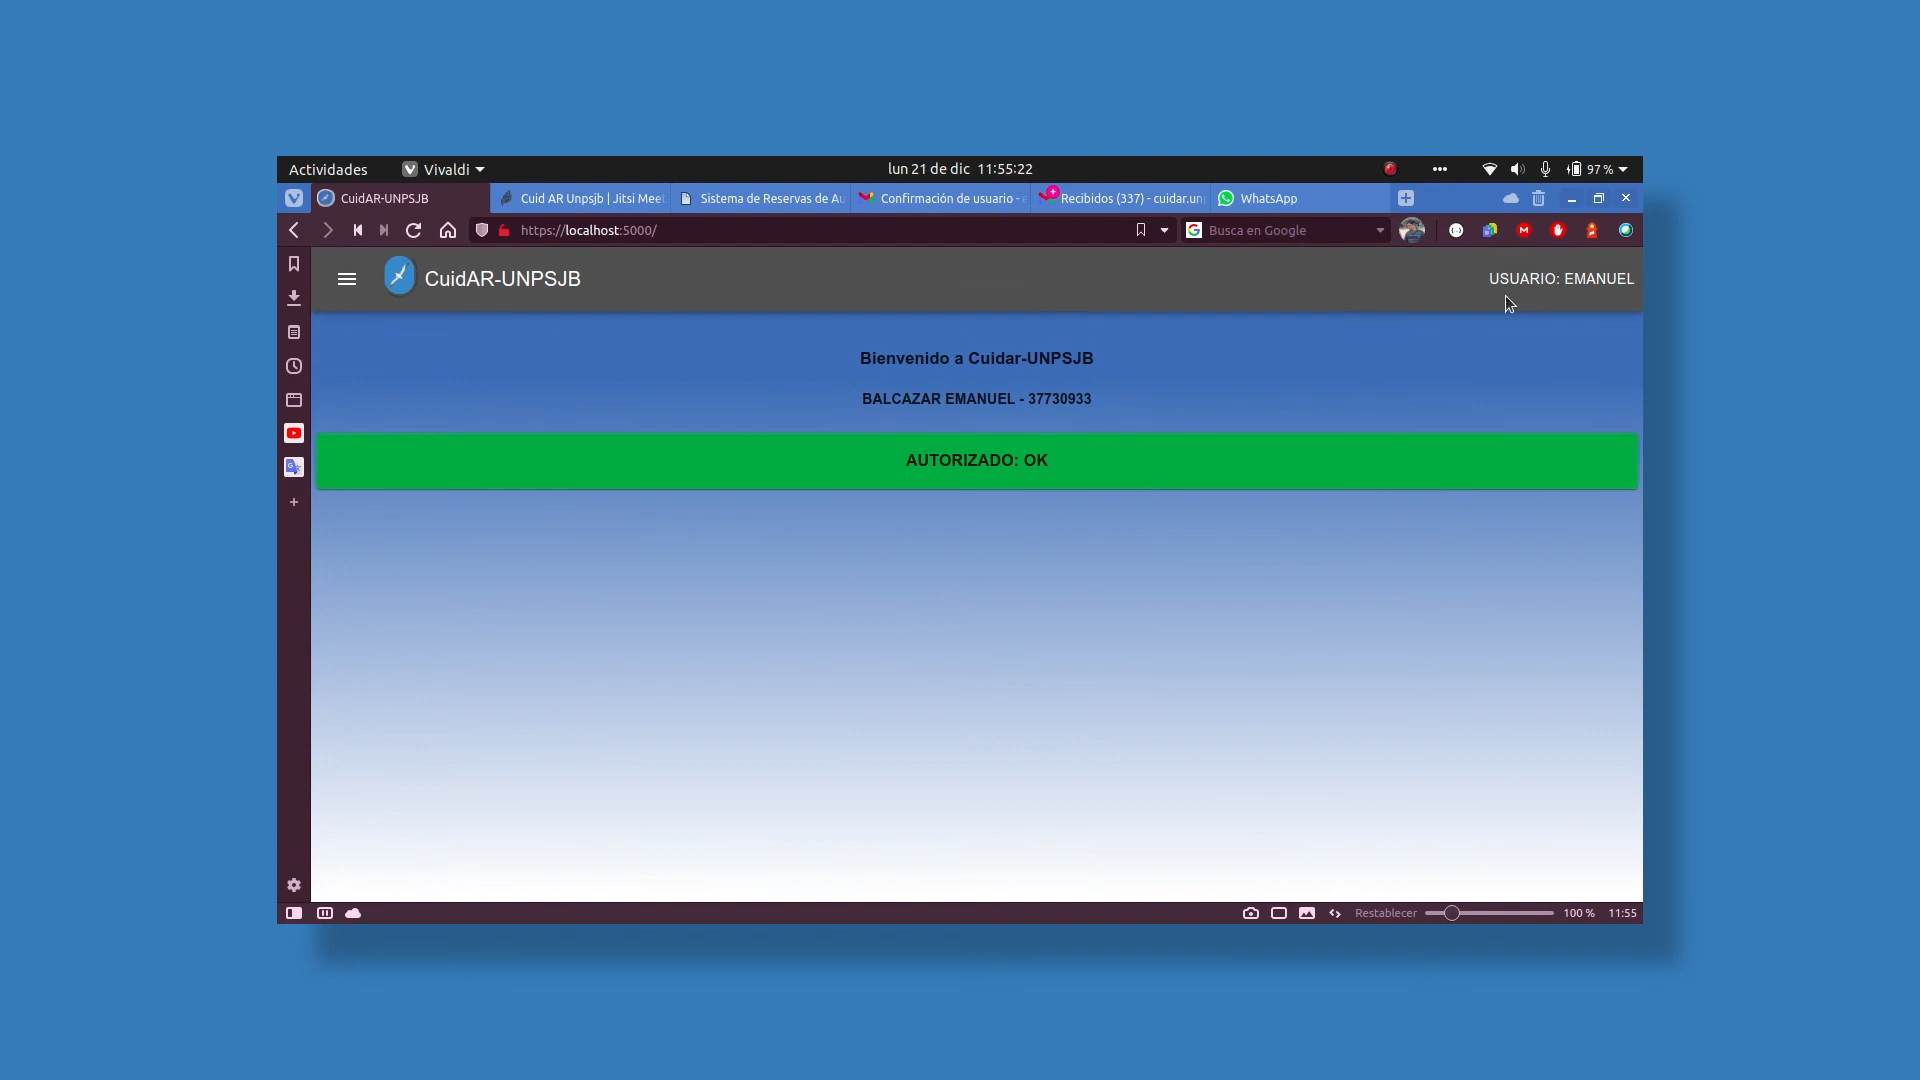 Actividades Vivaldi lun 21 de dic 11:55:22 97 %
CuidAR-UNPSJB Cuid AR Unpsjb | Jitsi Meet Sistema de Reservas de Au Confirmación de usuario - Recibidos (337) - cuidar.un WhatsApp
https://localhost:5000/ Busca en Google
CuidAR-UNPSJB USUARIO: EMANUEL
Bienvenido a Cuidar-UNPSJB
BALCAZAR EMANUEL - 37730933
AUTORIZADO: OK
Restablecer 100 % 11:55